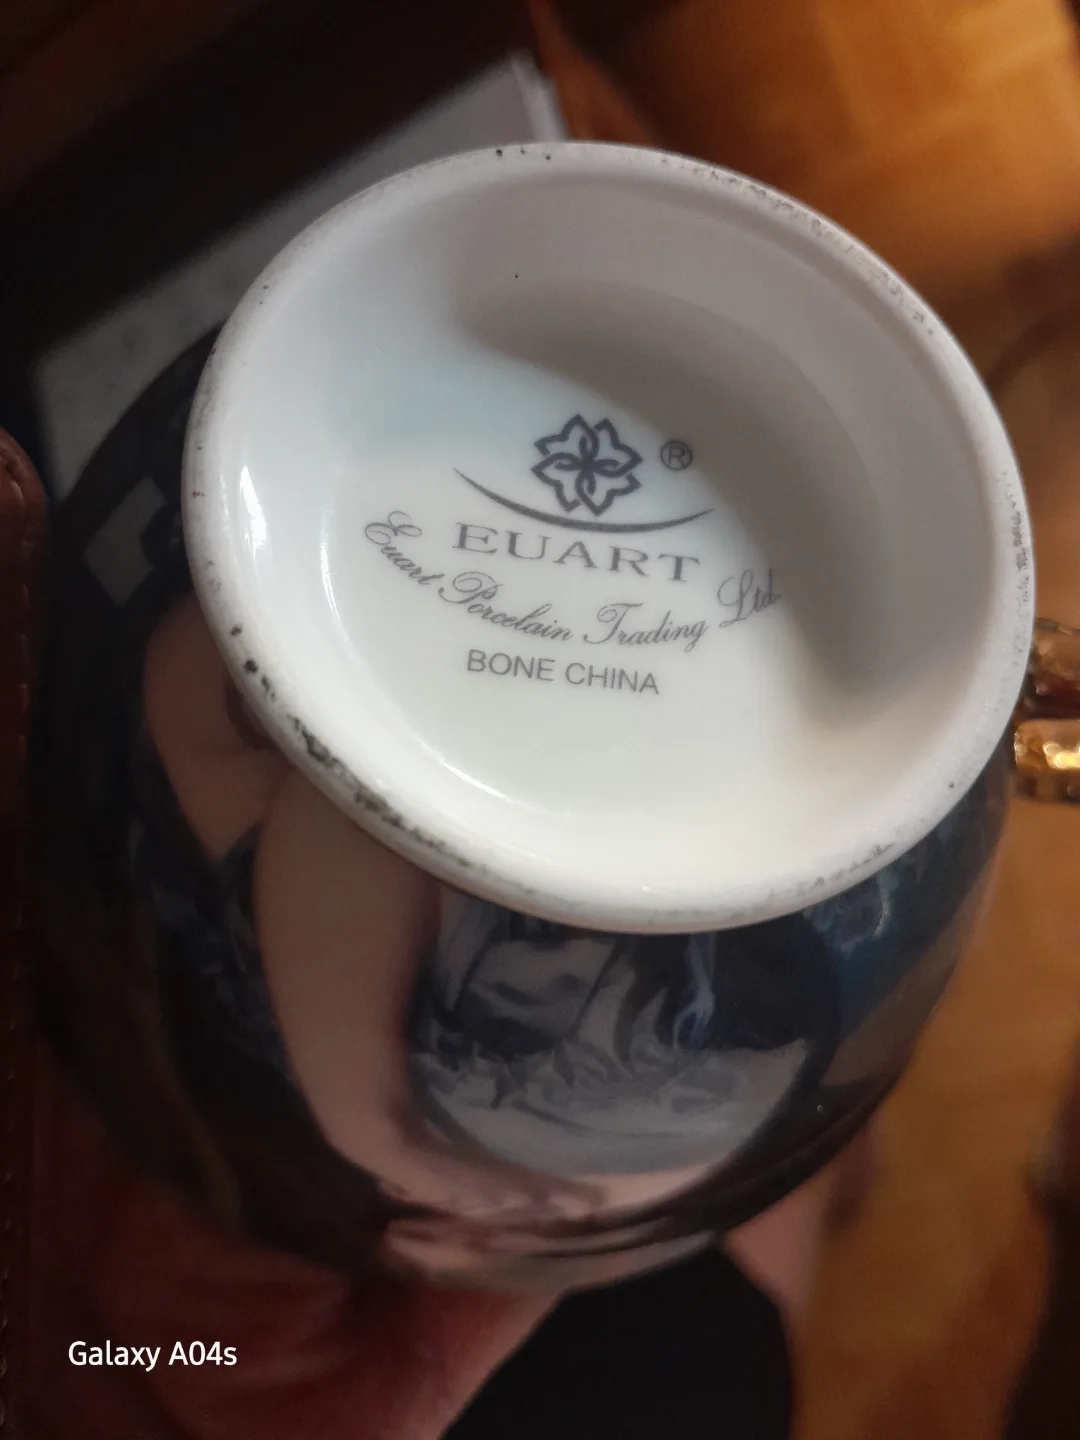 ®
EUART
Euart Porcelain Trading Ltd.
BONE CHINA
Galaxy A04s